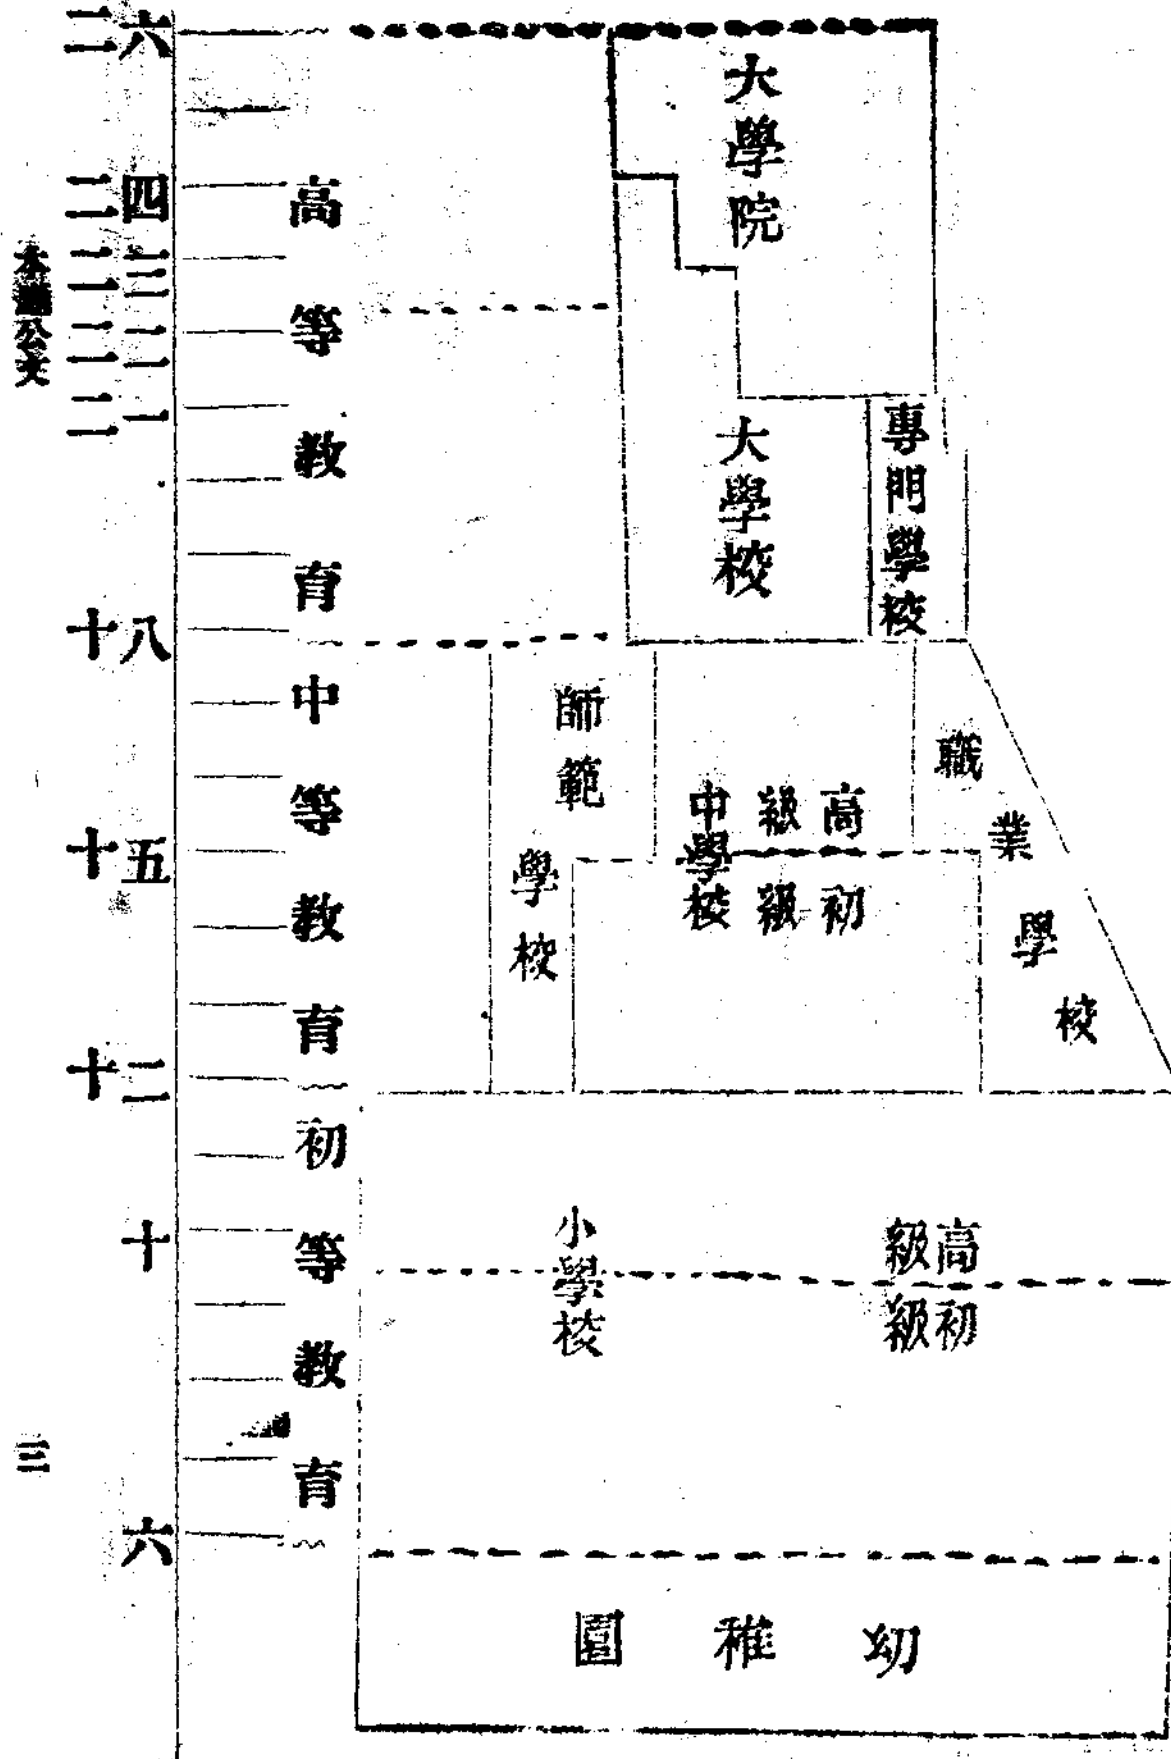 二六
二四
二三
二二
二一
十八
十五
十二
十
六
高等教育
中等教育
初等教育
大學院
大學校
專門學校
師範學校
高級
初級
中學校
職業學校
高級
初級
小學校
幼稚園
公文
三